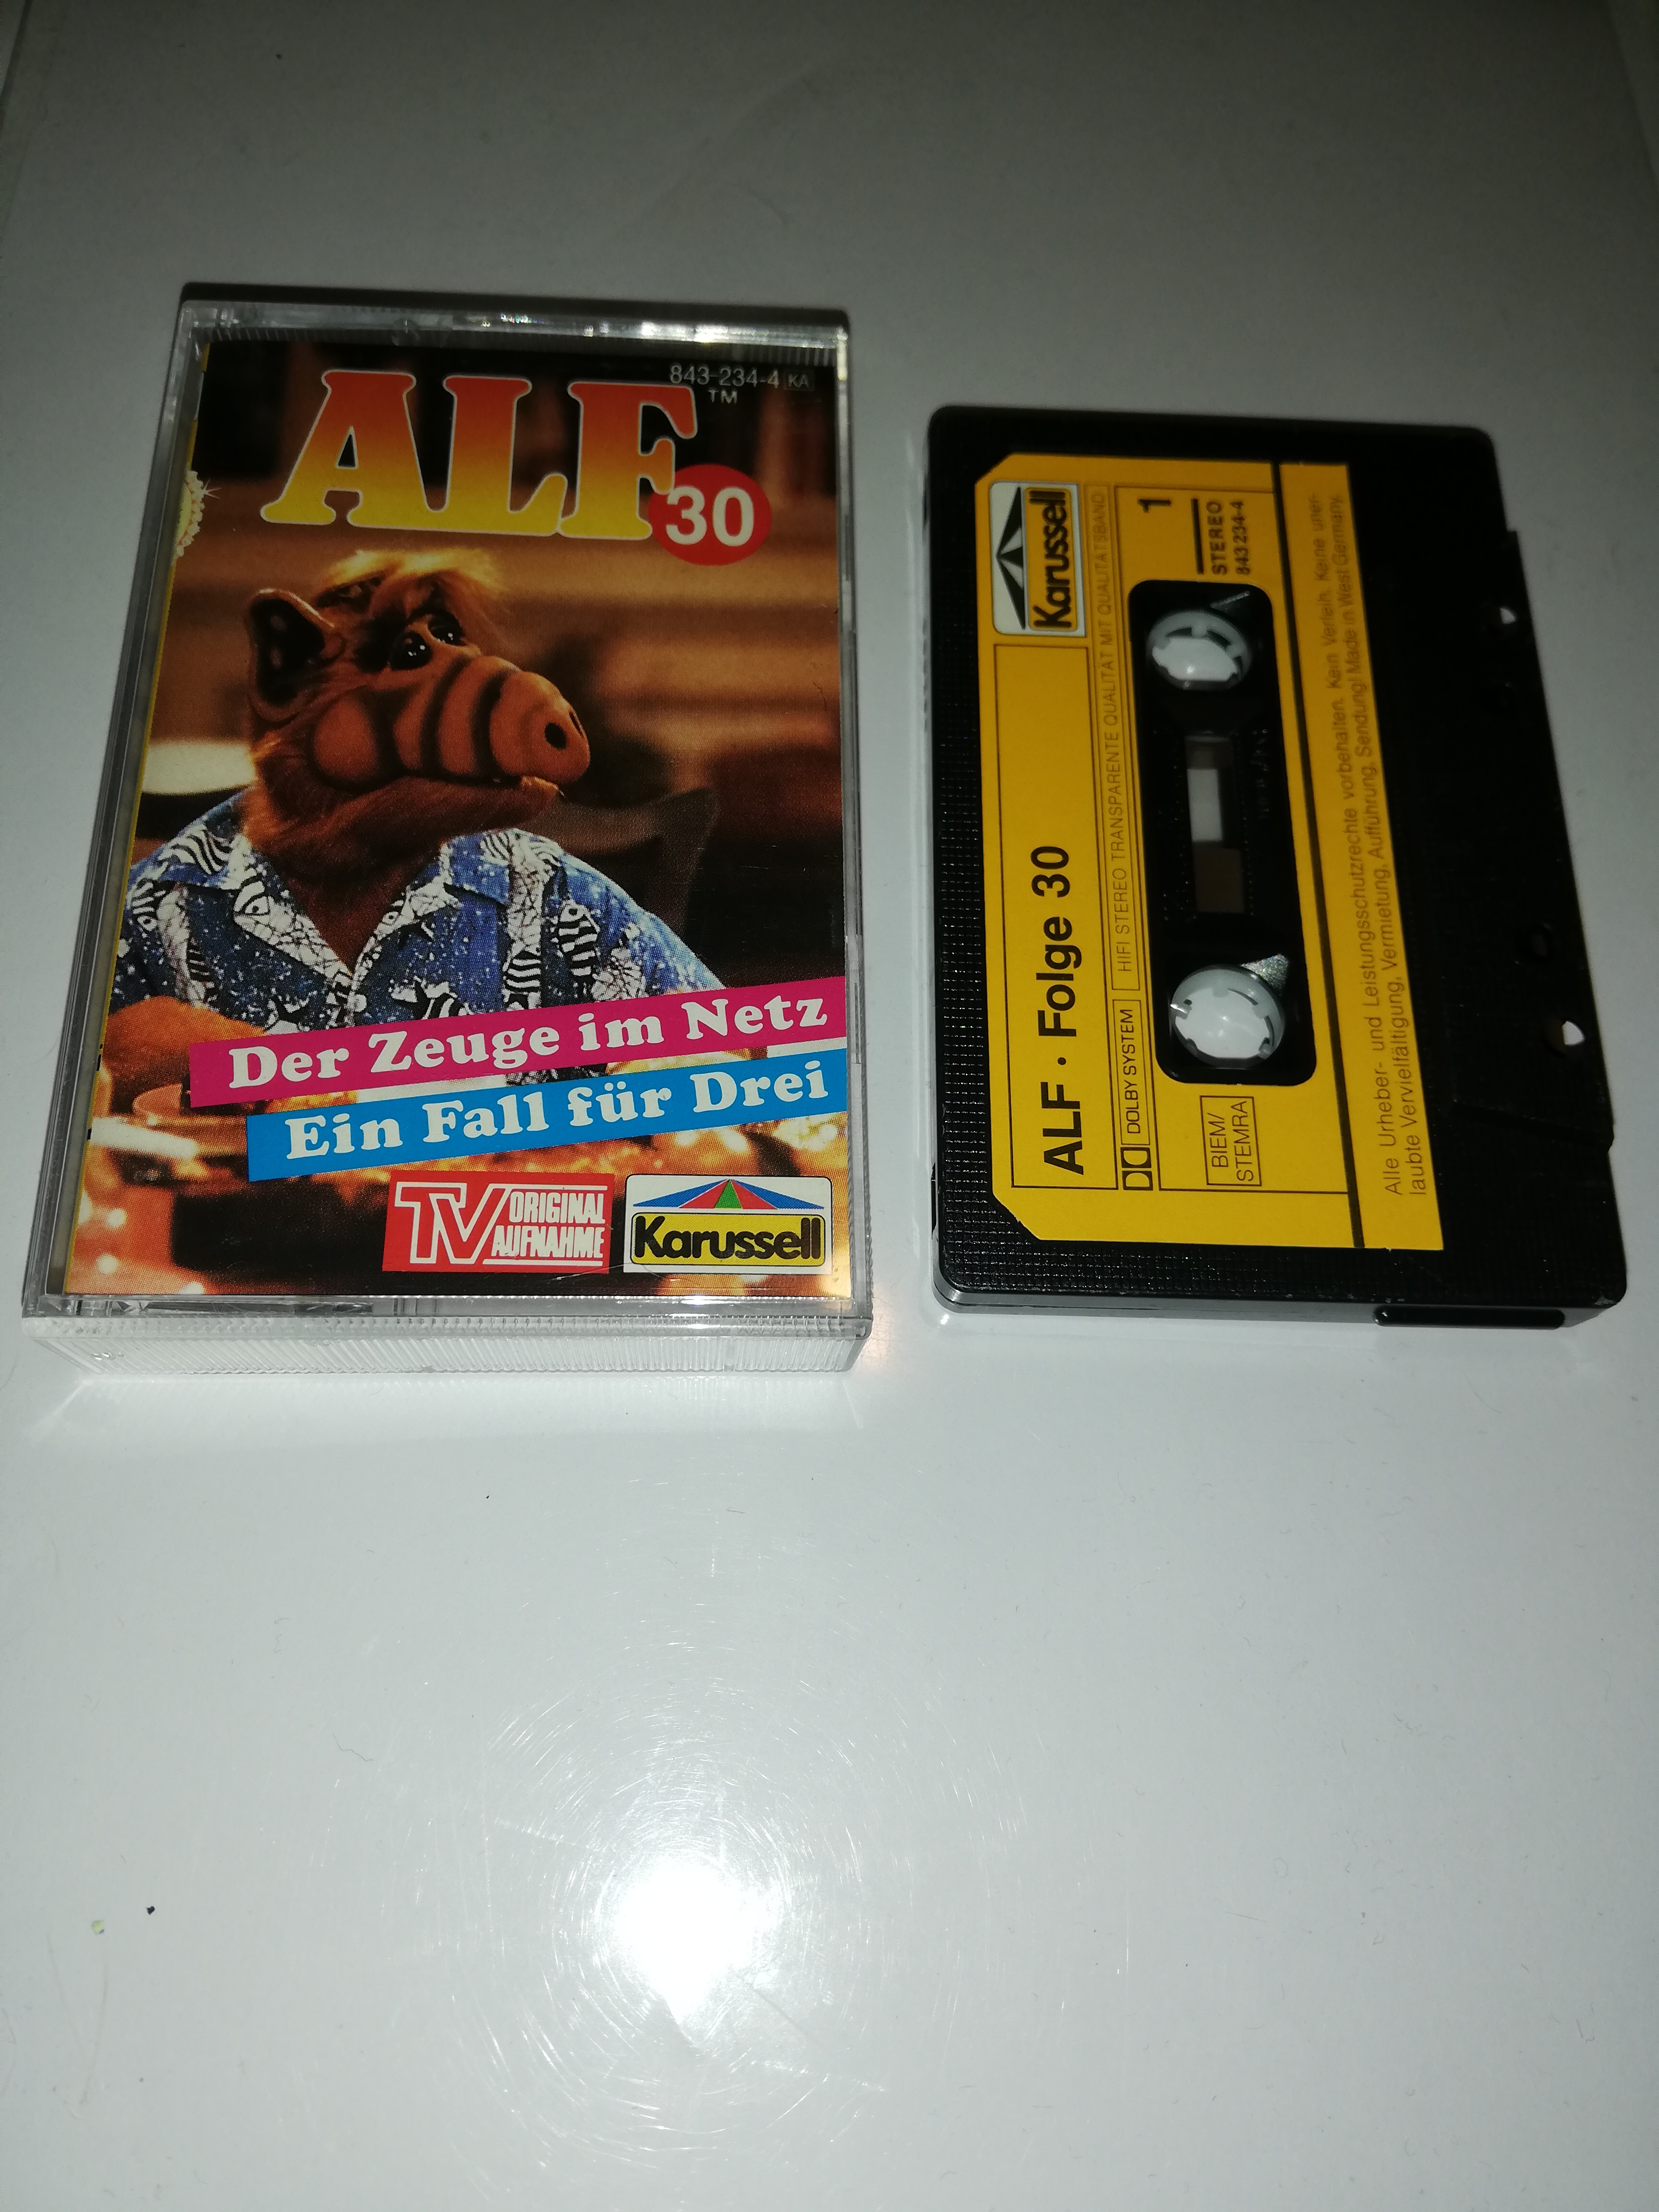 843-234-4 KA
ALF™
30
Der Zeuge im Netz
Ein Fall für Drei
TV ORIGINAL
AUFNAHME
Karussell
Karussell
ALF · Folge 30
DOLBY SYSTEM
HIFI STEREO TRANSPARENTE QUALITÄT MIT QUALITÄTSBAND
1
STEREO
843 234-4
BIEM/
STEMRA
Alle Urheber- und Leistungsschutzrechte vorbehalten. Kein Verleih. Keine uner-
laubte Vervielfältigung, Vermietung, Aufführung, Sendung! Made in West Germany.